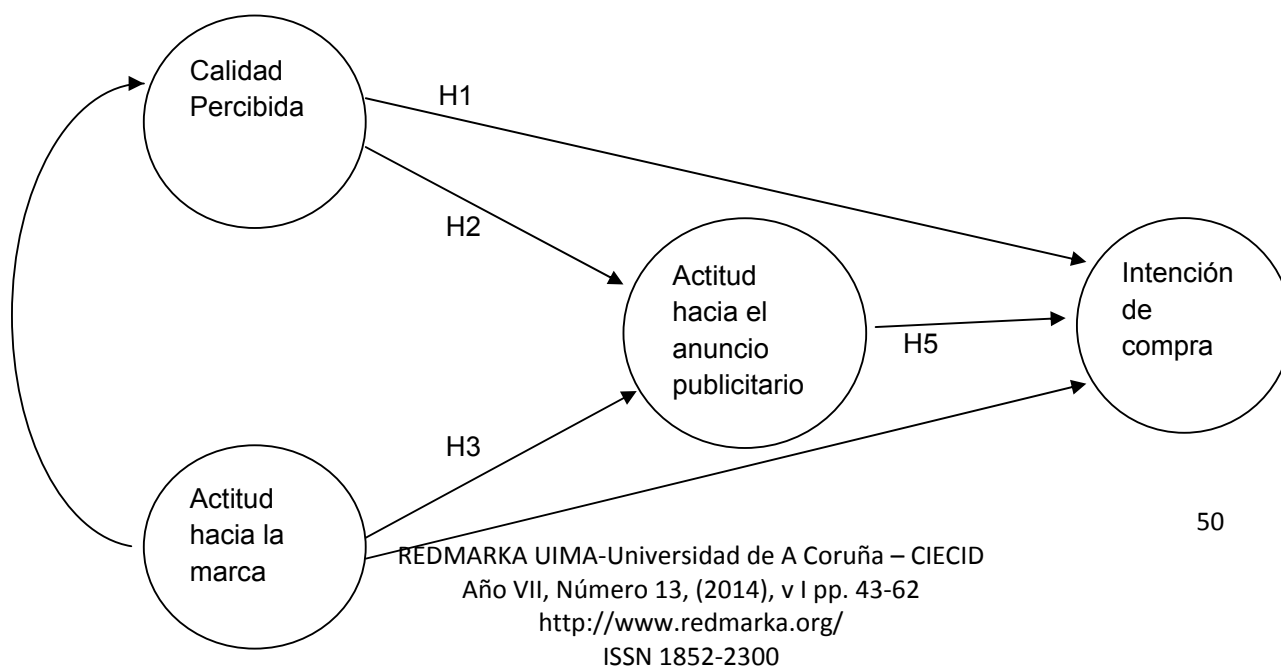 Calidad
Percibida
H1
H2
Actitud
hacia el
anuncio
publicitario
Intención
de
compra
H5
H3
Actitud
hacia la
marca
50
REDMARKA UIMA-Universidad de A Coruña – CIECID
Año VII, Número 13, (2014), v I pp. 43-62
http://www.redmarka.org/
ISSN 1852-2300